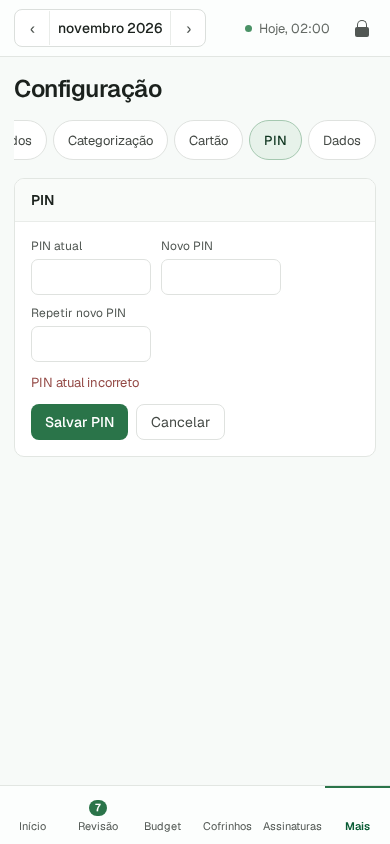 ‹ novembro 2026 › Hoje, 02:00
Configuração
dos Categorização Cartão PIN Dados
PIN
PIN atual Novo PIN
Repetir novo PIN
PIN atual incorreto
Salvar PIN Cancelar
7
Início Revisão Budget Cofrinhos Assinaturas Mais